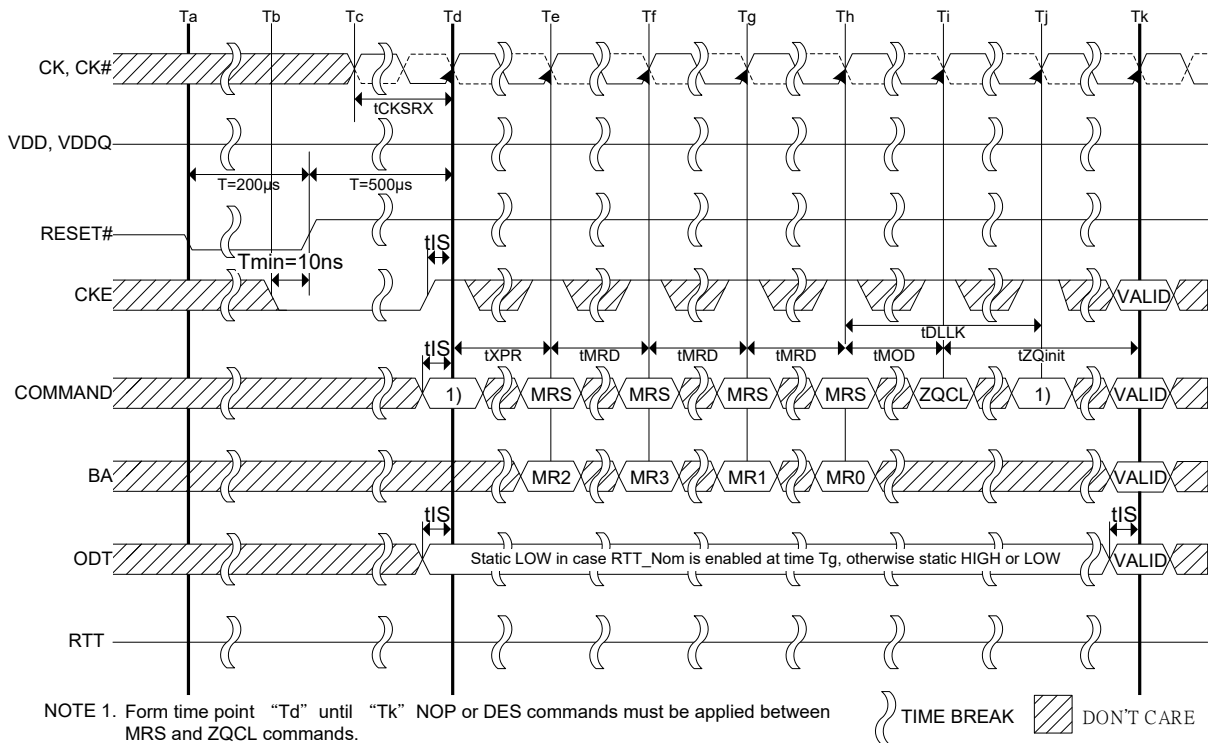 Ta Tb Tc Td Te Tf Tg Th Ti Tj Tk
CK, CK#
tCKSRX
VDD, VDDQ
T=200µs T=500µs
RESET#
tIS
Tmin=10ns
CKE VALID
tDLLK
tIS tXPR tMRD tMRD tMRD tMOD tZQinit
COMMAND 1) MRS MRS MRS MRS ZQCL 1) VALID
BA MR2 MR3 MR1 MR0 VALID
tIS tIS
ODT Static LOW in case RTT_Nom is enabled at time Tg, otherwise static HIGH or LOW VALID
RTT
NOTE 1. Form time point “Td” until “Tk” NOP or DES commands must be applied between
MRS and ZQCL commands.
TIME BREAK DON'T CARE